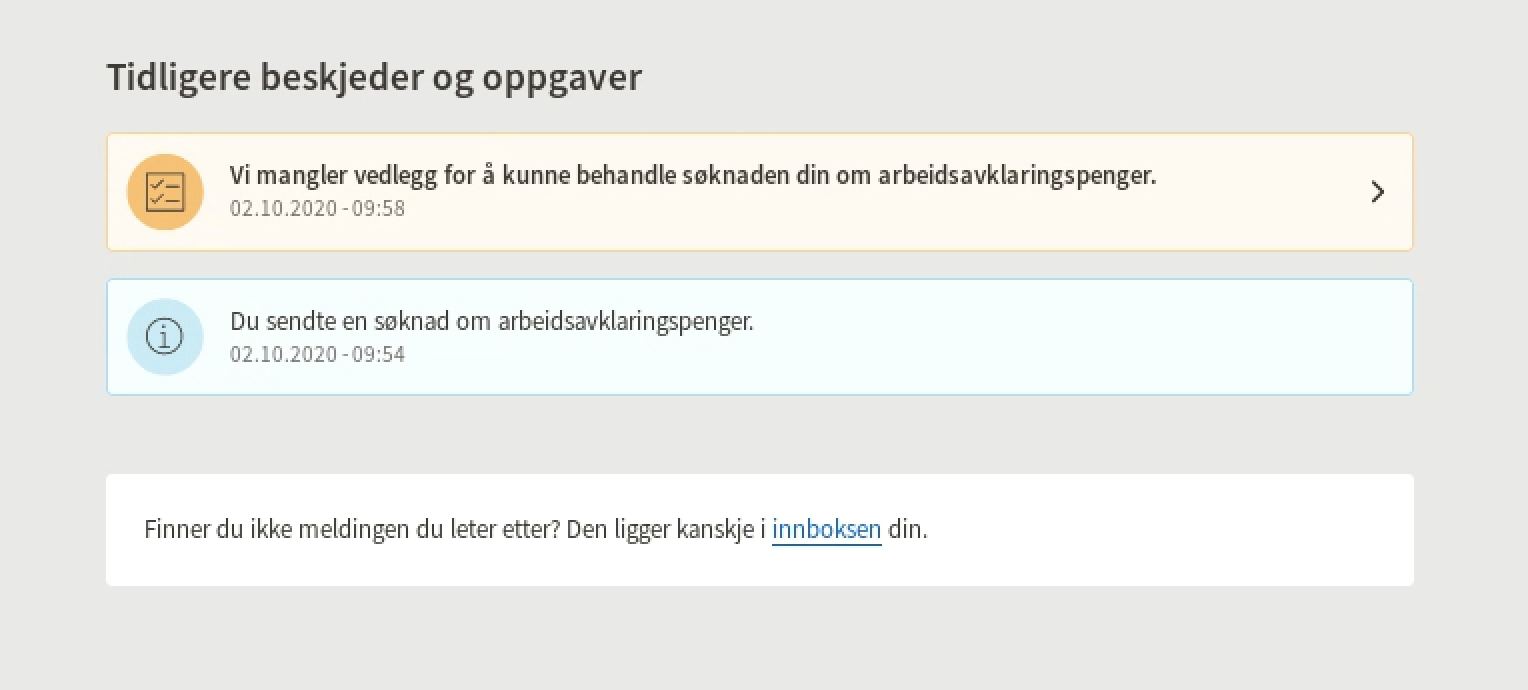 Tidligere beskjeder og oppgaver
Vi mangler vedlegg for å kunne behandle søknaden din om arbeidsavklaringspenger.
02.10.2020 - 09:58
Du sendte en søknad om arbeidsavklaringspenger.
02.10.2020 - 09:54
Finner du ikke meldingen du leter etter? Den ligger kanskje i innboksen din.